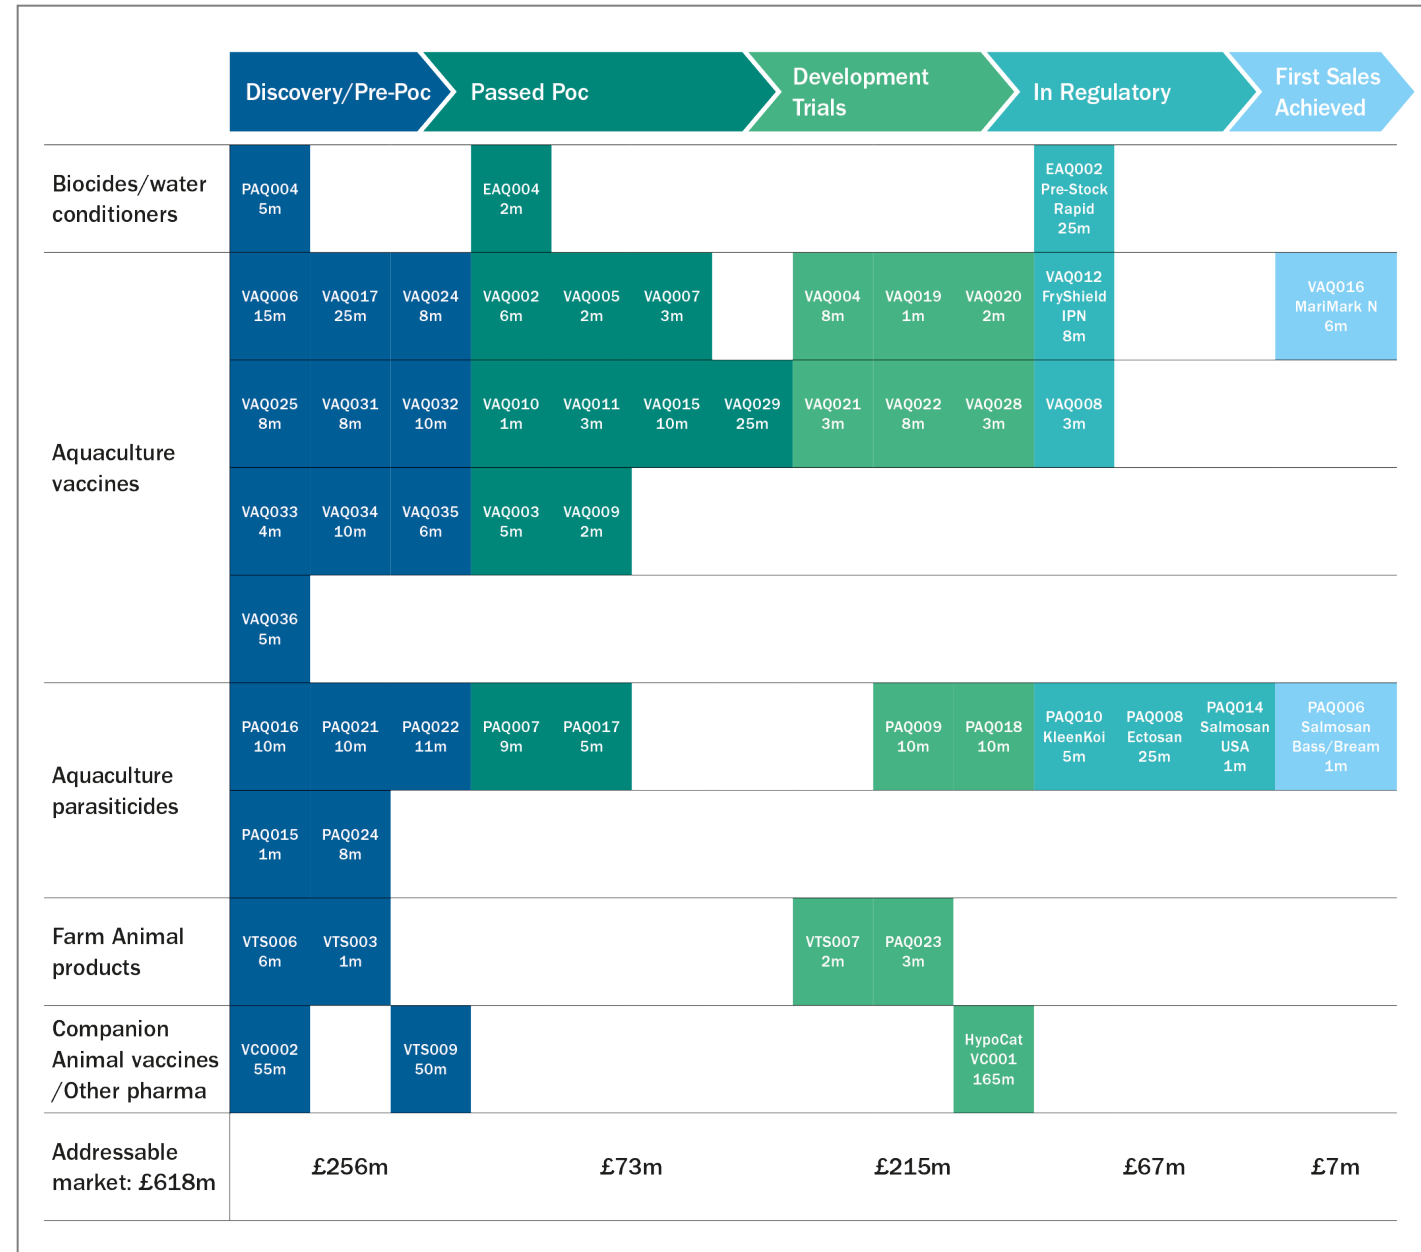 Discovery/Pre-Poc
Passed Poc
Development
Trials
In Regulatory
First Sales
Achieved
Biocides/water
conditioners
PAQ004
5m
EAQ004
2m
EAQ002
Pre-Stock
Rapid
25m
Aquaculture
vaccines
VAQ006
15m
VAQ017
25m
VAQ024
8m
VAQ002
6m
VAQ005
2m
VAQ007
3m
VAQ004
8m
VAQ019
1m
VAQ020
2m
VAQ012
FryShield
IPN
8m
VAQ016
MariMark N
6m
VAQ025
8m
VAQ031
8m
VAQ032
10m
VAQ010
1m
VAQ011
3m
VAQ015
10m
VAQ029
25m
VAQ021
3m
VAQ022
8m
VAQ028
3m
VAQ008
3m
VAQ033
4m
VAQ034
10m
VAQ035
6m
VAQ003
5m
VAQ009
2m
VAQ036
5m
Aquaculture
parasiticides
PAQ016
10m
PAQ021
10m
PAQ022
11m
PAQ007
9m
PAQ017
5m
PAQ009
10m
PAQ018
10m
PAQ010
KleenKoi
5m
PAQ008
Ectosan
25m
PAQ014
Salmosan
USA
1m
PAQ006
Salmosan
Bass/Bream
1m
PAQ015
1m
PAQ024
8m
Farm Animal
products
VTS006
6m
VTS003
1m
VTS007
2m
PAQ023
3m
Companion
Animal vaccines
/Other pharma
VCO002
55m
VTS009
50m
HypoCat
VC001
165m
Addressable
market: £618m
£256m
£73m
£215m
£67m
£7m